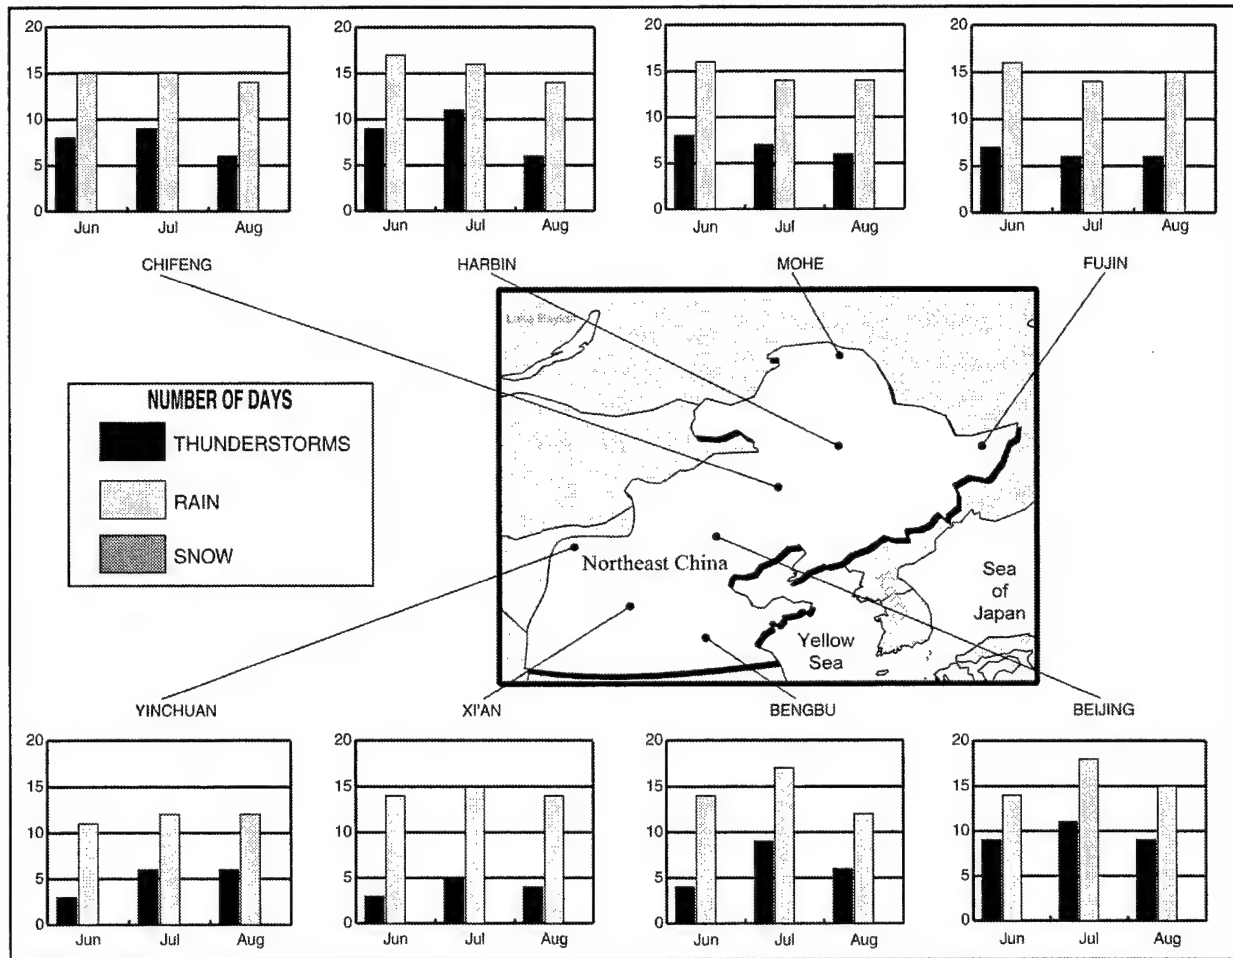 20
15
10
5
0
Jun Jul Aug
20
15
10
5
0
Jun Jul Aug
20
15
10
5
0
Jun Jul Aug
20
15
10
5
0
Jun Jul Aug
CHIFENG
HARBIN
MOHE
FUJIN
NUMBER OF DAYS
THUNDERSTORMS
RAIN
SNOW
Lake Baykal
Northeast China
Sea
of
Japan
Yellow
Sea
YINCHUAN
XI'AN
BENGBU
BEIJING
20
15
10
5
0
Jun Jul Aug
20
15
10
5
0
Jun Jul Aug
20
15
10
5
0
Jun Jul Aug
20
15
10
5
0
Jun Jul Aug